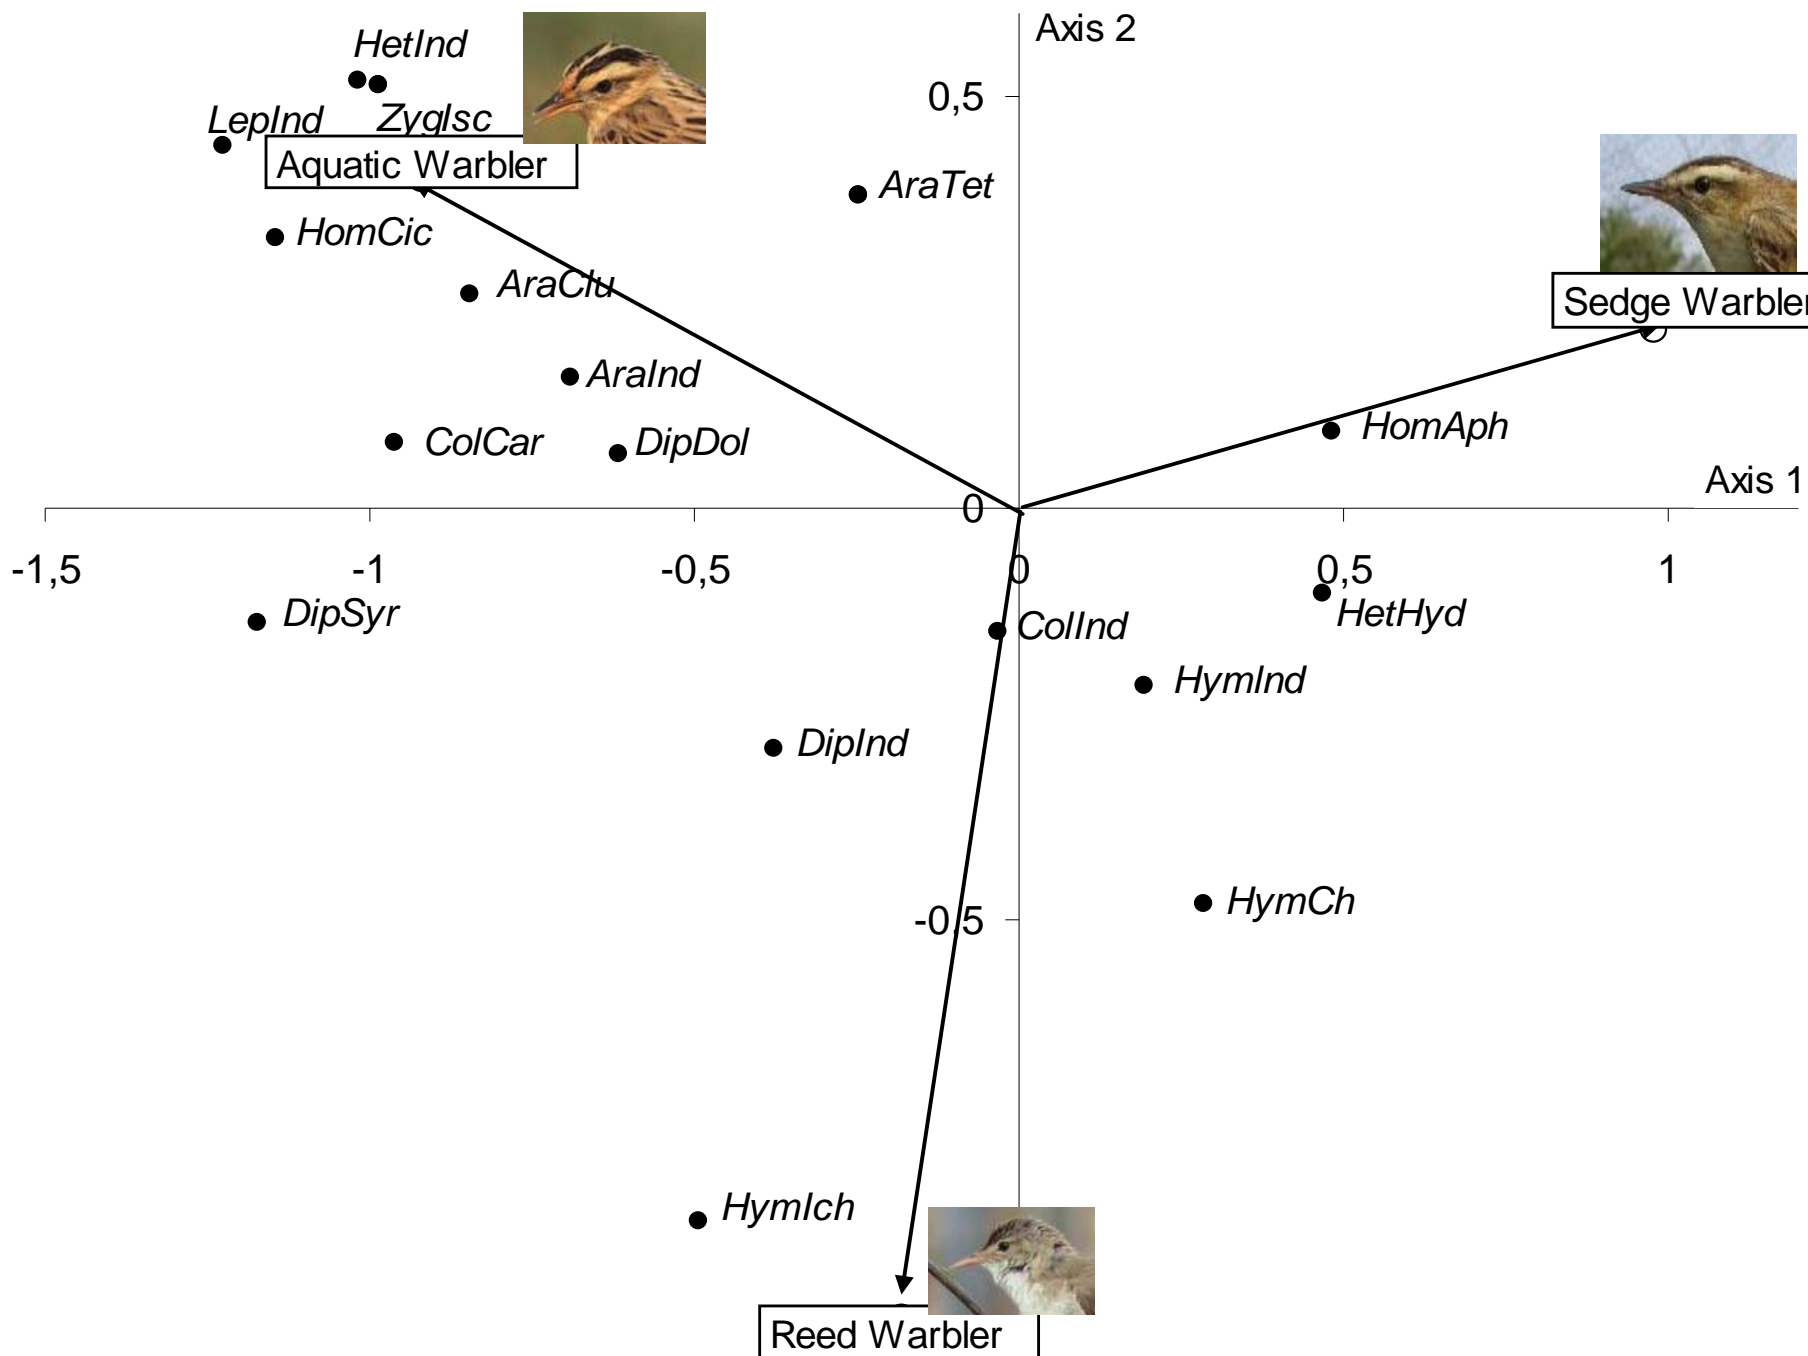 Axis 2
HetInd
0,5
LepInd
ZygIsc
Aquatic Warbler
AraTet
HomCic
AraClu
Sedge Warbler
AraInd
HomAph
ColCar
DipDol
Axis 1
0
-1,5
-1
-0,5
0
0,5
1
DipSyr
HetHyd
ColInd
HymInd
DipInd
HymCh
-0,5
HymIch
Reed Warbler